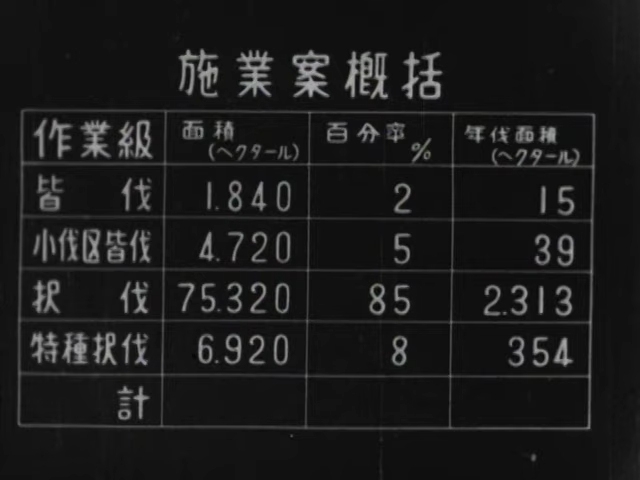 施業案概括
作業級 面積(ヘクタール) 百分率% 年伐面積(ヘクタール)
皆伐 1.840 2 15
小伐区皆伐 4.720 5 39
択伐 75.320 85 2.313
特種択伐 6.920 8 354
計